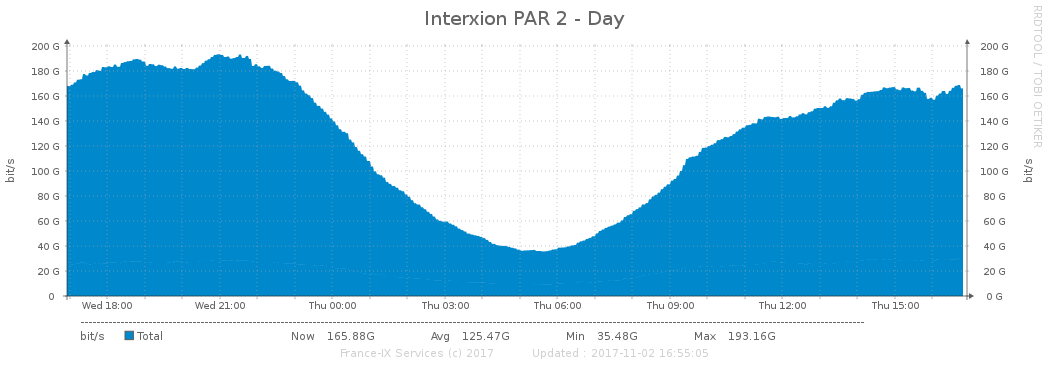 Interxion PAR 2 - Day
RRDTOOL / TOBI OETIKER
200 G 200 G
180 G 180 G
160 G 160 G
140 G 140 G
120 G 120 G
100 G 100 G
80 G 80 G
60 G 60 G
40 G 40 G
20 G 20 G
0 0 G
bit/s bit/s
Wed 18:00 Wed 21:00 Thu 00:00 Thu 03:00 Thu 06:00 Thu 09:00 Thu 12:00 Thu 15:00
bit/s Total Now 165.88G Avg 125.47G Min 35.48G Max 193.16G
France-IX Services (c) 2017 Updated : 2017-11-02 16:55:05